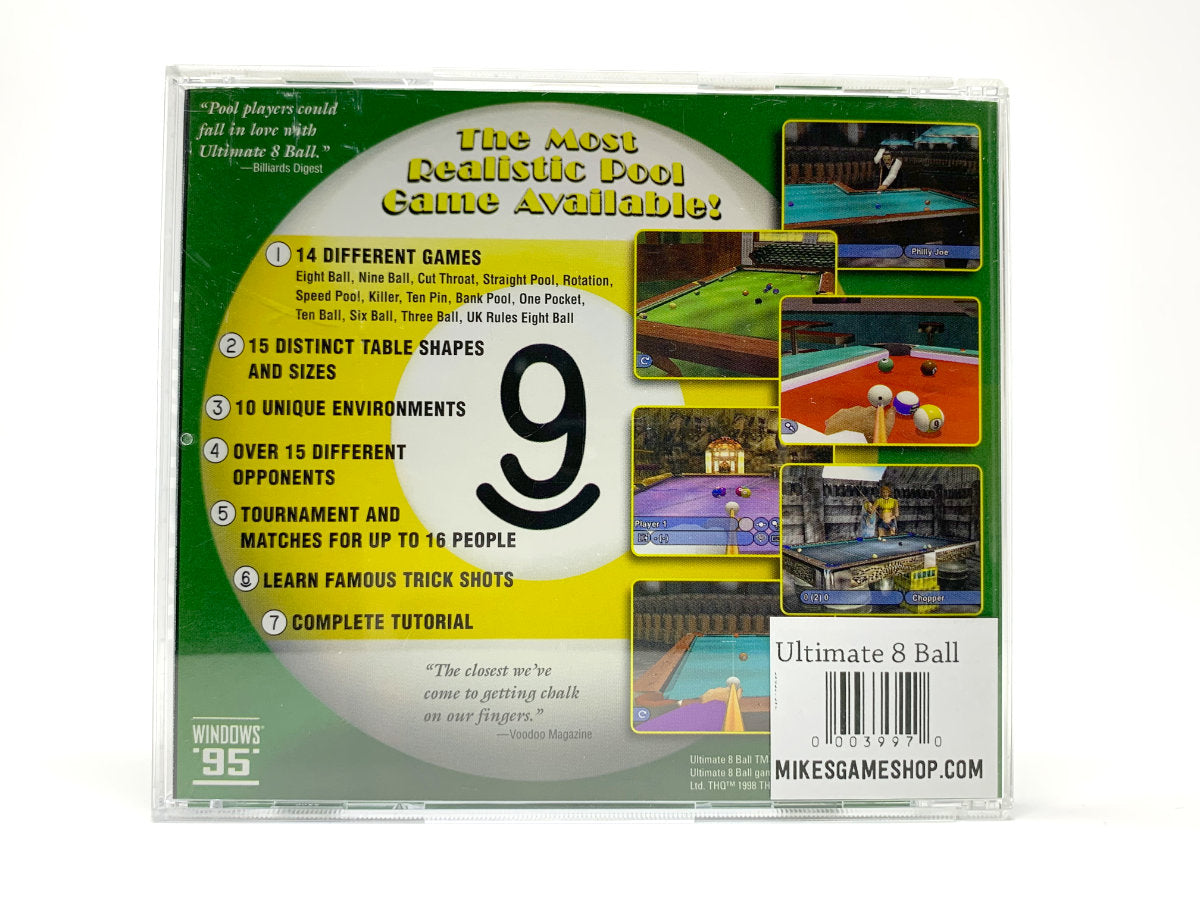 “Pool players could
fall in love with
Ultimate 8 Ball.”
—Billiards Digest
The Most
Realistic Pool
Game Available!
1 14 DIFFERENT GAMES
Eight Ball, Nine Ball, Cut Throat, Straight Pool, Rotation,
Speed Pool, Killer, Ten Pin, Bank Pool, One Pocket,
Ten Ball, Six Ball, Three Ball, UK Rules Eight Ball
2 15 DISTINCT TABLE SHAPES
AND SIZES
3 10 UNIQUE ENVIRONMENTS
4 OVER 15 DIFFERENT
OPPONENTS
5 TOURNAMENT AND
MATCHES FOR UP TO 16 PEOPLE
6 LEARN FAMOUS TRICK SHOTS
7 COMPLETE TUTORIAL
9
“The closest we’ve
come to getting chalk
on our fingers.”
—Voodoo Magazine
WINDOWS®
'95
Philly Joe
9
Player 1
0 (2) 0
Chopper
Ultimate 8 Ball TM
Ultimate 8 Ball gam
Ltd. THQ™ 1998 TH
Ultimate 8 Ball
0 003997 0
MIKESGAMESHOP.COM